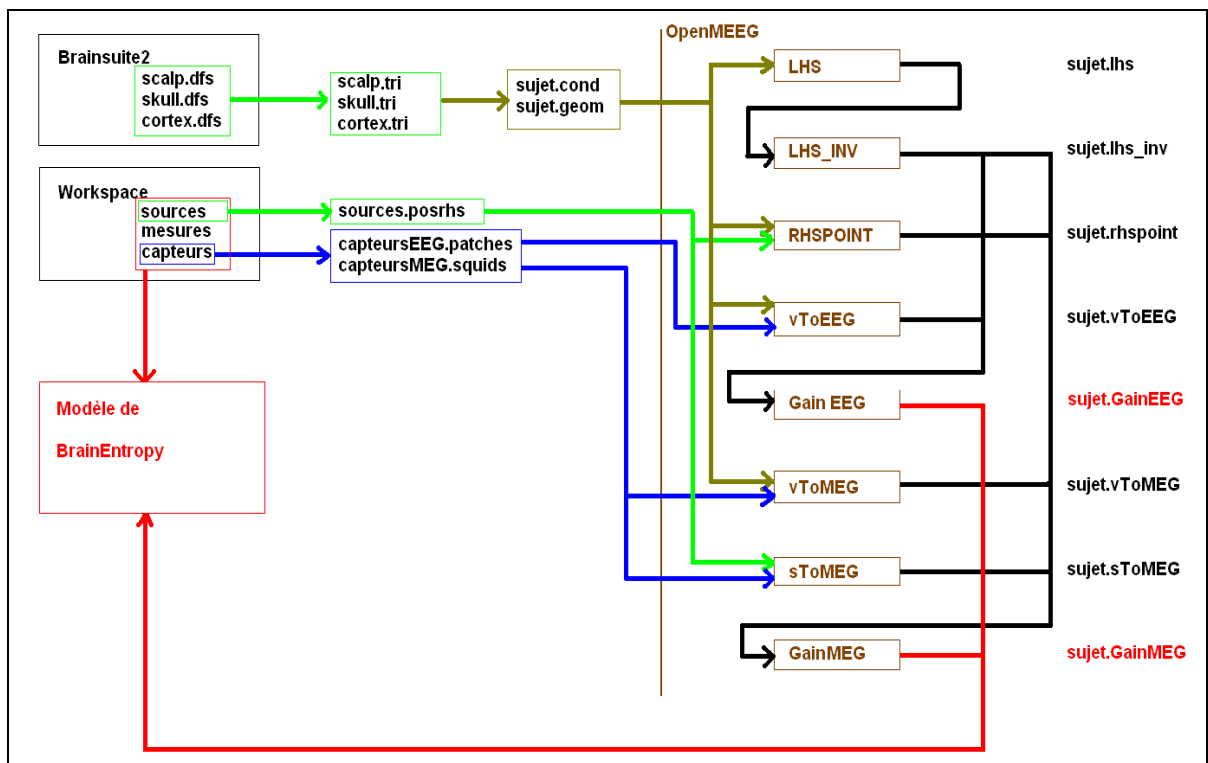 OpenMEEG
Brainsuite2
scalp.dfs
skull.dfs
cortex.dfs
scalp.tri
skull.tri
cortex.tri
sujet.cond
sujet.geom
LHS
sujet.lhs
LHS_INV
sujet.lhs_inv
Workspace
sources
mesures
capteurs
sources.posrhs
capteursEEG.patches
capteursMEG.squids
RHSPOINT
sujet.rhspoint
vToEEG
sujet.vToEEG
Modèle de
BrainEntropy
Gain EEG
sujet.GainEEG
vToMEG
sujet.vToMEG
sToMEG
sujet.sToMEG
GainMEG
sujet.GainMEG